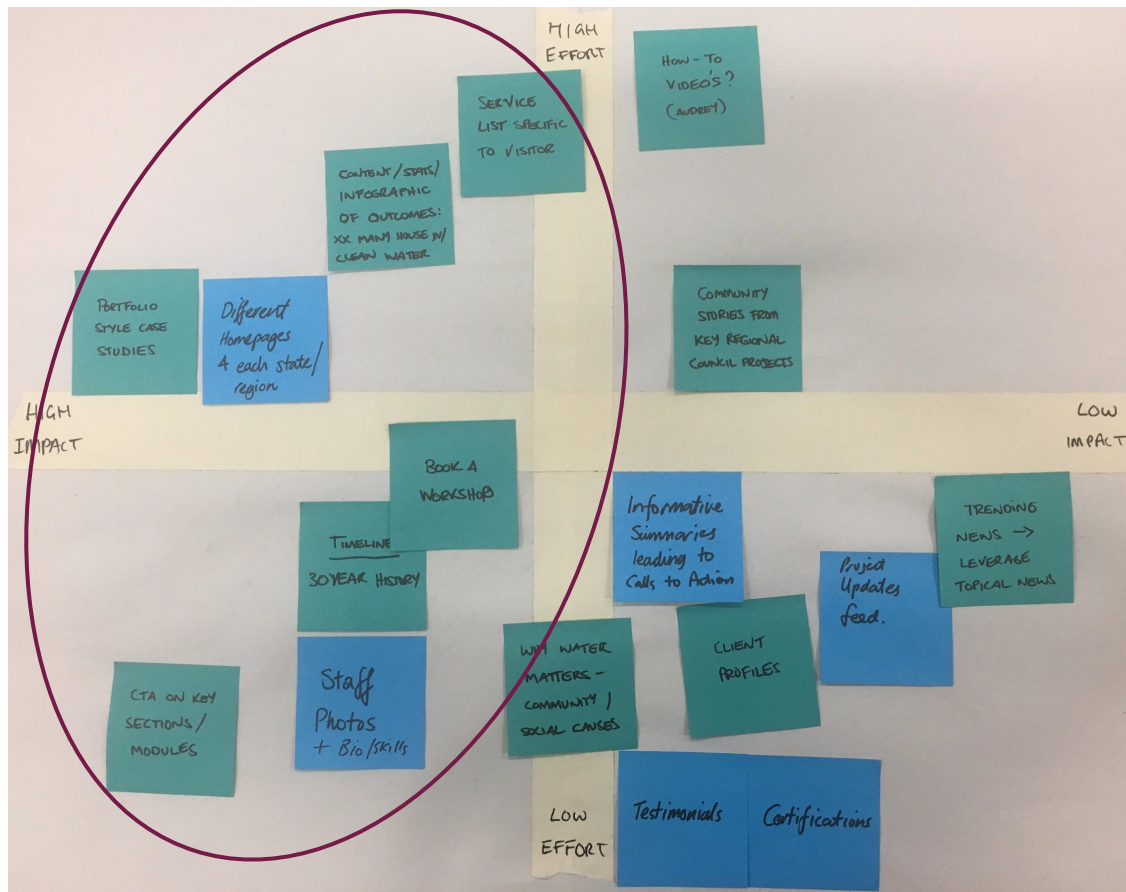 HIGH
EFFORT
HOW-TO
VIDEO'S?
(AUDREY)
SERVICE
LIST SPECIFIC
TO VISITOR
CONTENT/STATS/
INFOGRAPHIC
OF OUTCOMES:
XX MANY HOUSE W/
CLEAN WATER
PORTFOLIO
STYLE CASE
STUDIES
Different
Homepages
4 each state/
region
COMMUNITY
STORIES FROM
KEY REGIONAL
COUNCIL PROJECTS
HIGH
IMPACT
LOW
IMPACT
BOOK A
WORKSHOP
TIMELINE
30 YEAR HISTORY
Informative
Summaries
leading to
Calls to Action
TRENDING
NEWS →
LEVERAGE
TOPICAL NEWS
Project
Updates
feed.
CTA ON KEY
SECTIONS/
MODULES
Staff
Photos
+ Bio/skills
WHY WATER
MATTERS-
COMMUNITY/
SOCIAL CAUSES
CLIENT
PROFILES
LOW
EFFORT
Testimonials
Certifications